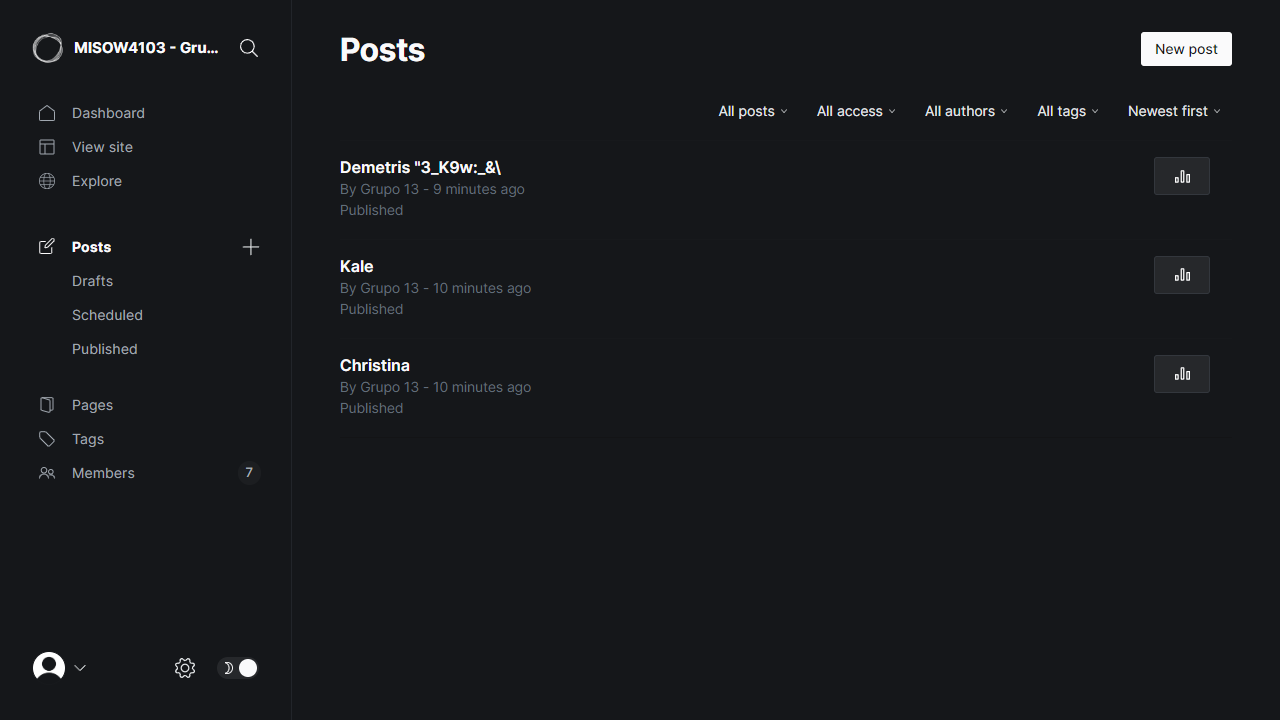 MISOW4103 - Gru...
Dashboard
View site
Explore
Posts
Drafts
Scheduled
Published
Pages
Tags
Members
7
Posts
New post
All posts
All access
All authors
All tags
Newest first
Demetris "3_K9w:_&\
By Grupo 13 - 9 minutes ago
Published
Kale
By Grupo 13 - 10 minutes ago
Published
Christina
By Grupo 13 - 10 minutes ago
Published